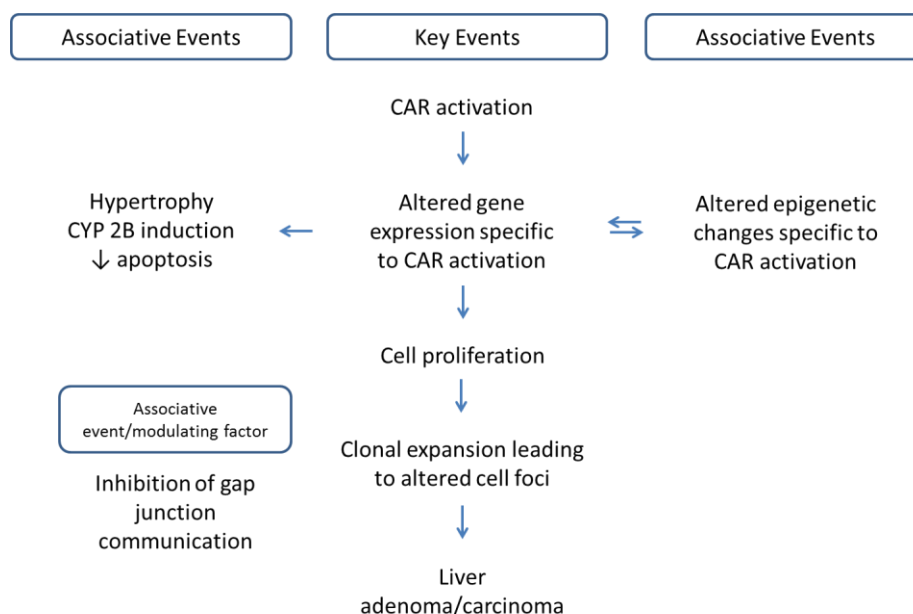 Associative Events
Key Events
Associative Events
CAR activation
Hypertrophy
CYP 2B induction
↓ apoptosis
Altered gene
expression specific
to CAR activation
Altered epigenetic
changes specific to
CAR activation
Cell proliferation
Associative
event/modulating factor
Inhibition of gap
junction
communication
Clonal expansion leading
to altered cell foci
Liver
adenoma/carcinoma